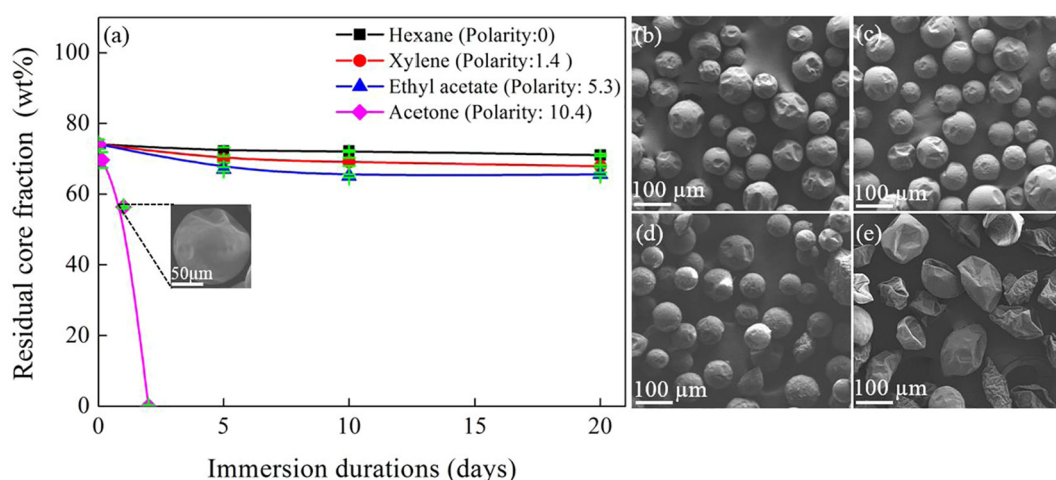 (a)
Hexane (Polarity:0)
Xylene (Polarity:1.4 )
Ethyl acetate (Polarity: 5.3)
Acetone (Polarity: 10.4)
Residual core fraction (wt%)
100
80
60
40
20
0
0
5
10
15
20
Immersion durations (days)
50μm
(b)
100 μm
(c)
100 μm
(d)
100 μm
(e)
100 μm